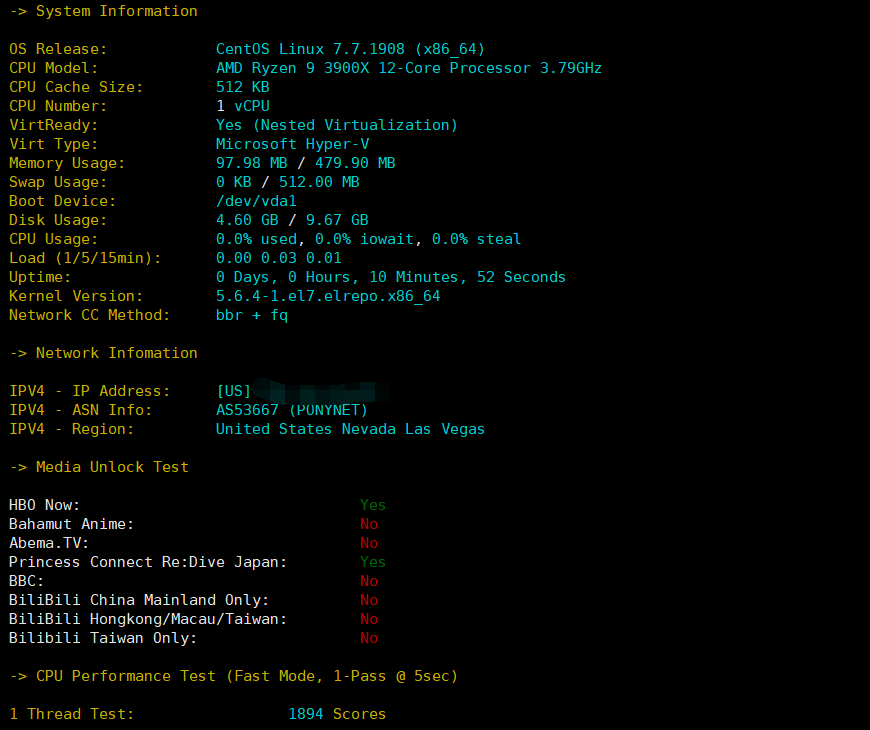 -> System Information
OS Release: CentOS Linux 7.7.1908 (x86_64)
CPU Model: AMD Ryzen 9 3900X 12-Core Processor 3.79GHz
CPU Cache Size: 512 KB
CPU Number: 1 vCPU
VirtReady: Yes (Nested Virtualization)
Virt Type: Microsoft Hyper-V
Memory Usage: 97.98 MB / 479.90 MB
Swap Usage: 0 KB / 512.00 MB
Boot Device: /dev/vda1
Disk Usage: 4.60 GB / 9.67 GB
CPU Usage: 0.0% used, 0.0% iowait, 0.0% steal
Load (1/5/15min): 0.00 0.03 0.01
Uptime: 0 Days, 0 Hours, 10 Minutes, 52 Seconds
Kernel Version: 5.6.4-1.el7.elrepo.x86_64
Network CC Method: bbr + fq
-> Network Infomation
IPV4 - IP Address: [US]
IPV4 - ASN Info: AS53667 (PONYNET)
IPV4 - Region: United States Nevada Las Vegas
-> Media Unlock Test
HBO Now: Yes
Bahamut Anime: No
Abema.TV: No
Princess Connect Re:Dive Japan: Yes
BBC: No
BiliBili China Mainland Only: No
BiliBili Hongkong/Macau/Taiwan: No
Bilibili Taiwan Only: No
-> CPU Performance Test (Fast Mode, 1-Pass @ 5sec)
1 Thread Test: 1894 Scores